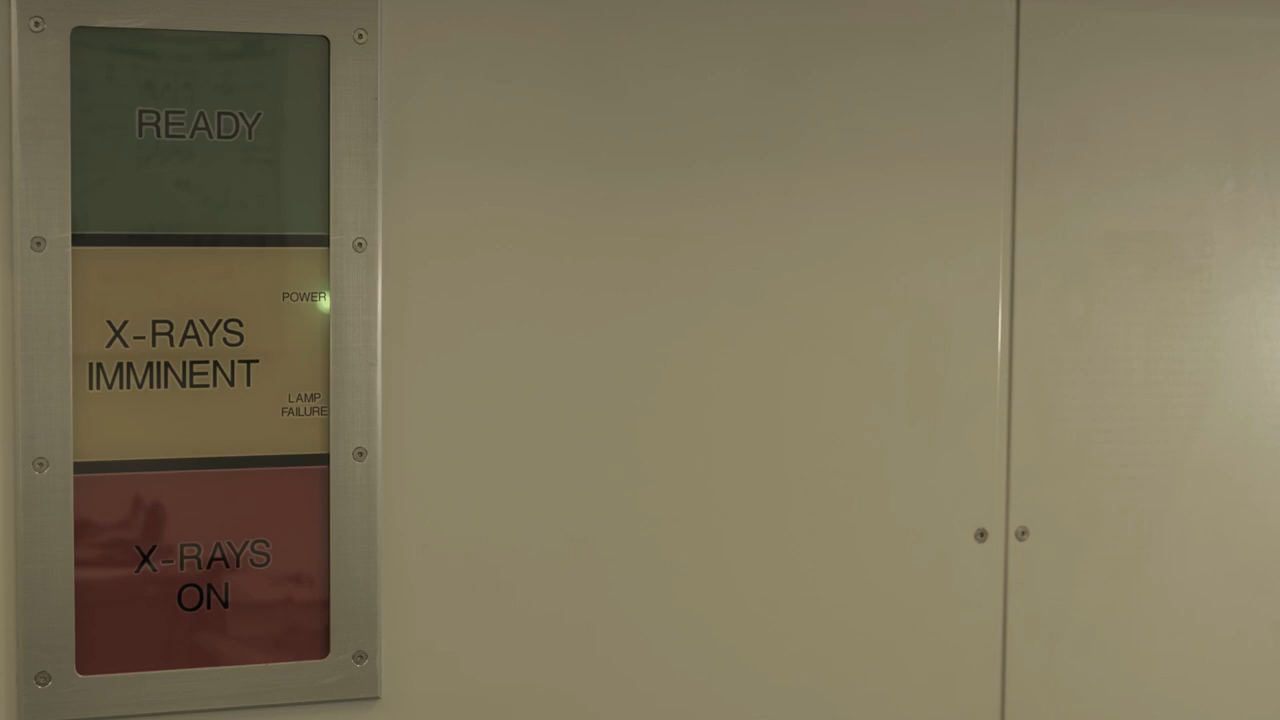 READY
POWER
X-RAYS
IMMINENT
LAMP
FAILURE
X-RAYS
ON